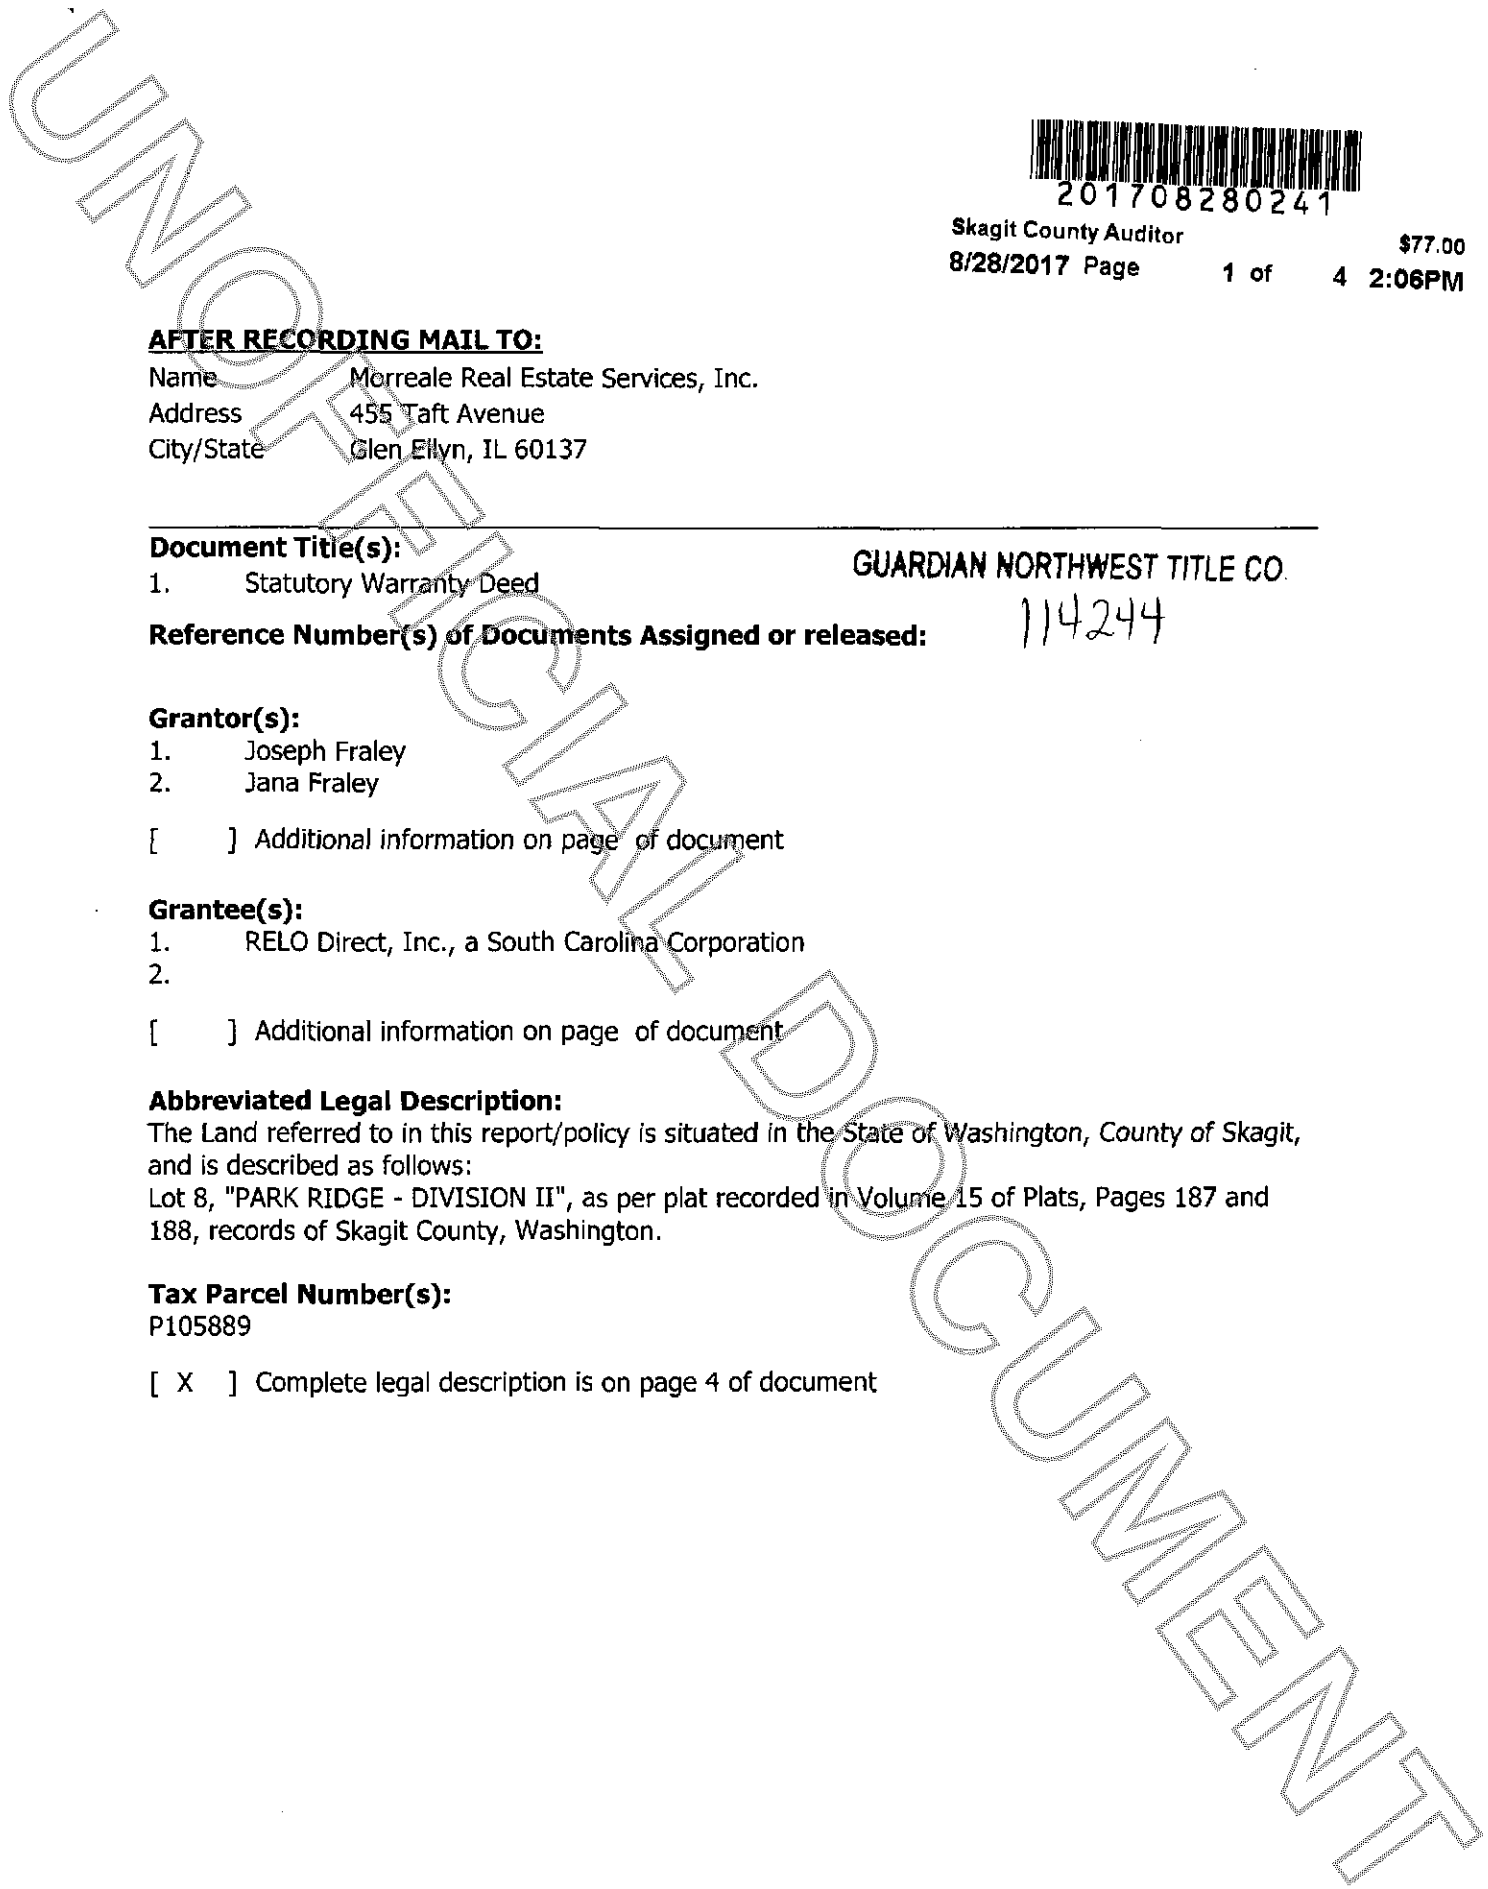 201708280241
Skagit County Auditor $77.00
8/28/2017 Page 1 of 4 2:06PM
AFTER RECORDING MAIL TO:
Name Morreale Real Estate Services, Inc.
Address 455 Taft Avenue
City/State Glen Ellyn, IL 60137
Document Title(s):
1. Statutory Warranty Deed
GUARDIAN NORTHWEST TITLE CO.
114244
Reference Number(s) of Documents Assigned or released:
Grantor(s):
1. Joseph Fraley
2. Jana Fraley
[ ] Additional information on page of document
Grantee(s):
1. RELO Direct, Inc., a South Carolina Corporation
2.
[ ] Additional information on page of document
Abbreviated Legal Description:
The Land referred to in this report/policy is situated in the State of Washington, County of Skagit,
and is described as follows:
Lot 8, "PARK RIDGE - DIVISION II", as per plat recorded in Volume 15 of Plats, Pages 187 and
188, records of Skagit County, Washington.
Tax Parcel Number(s):
P105889
[ X ] Complete legal description is on page 4 of document
UNOFFICIAL DOCUMENT